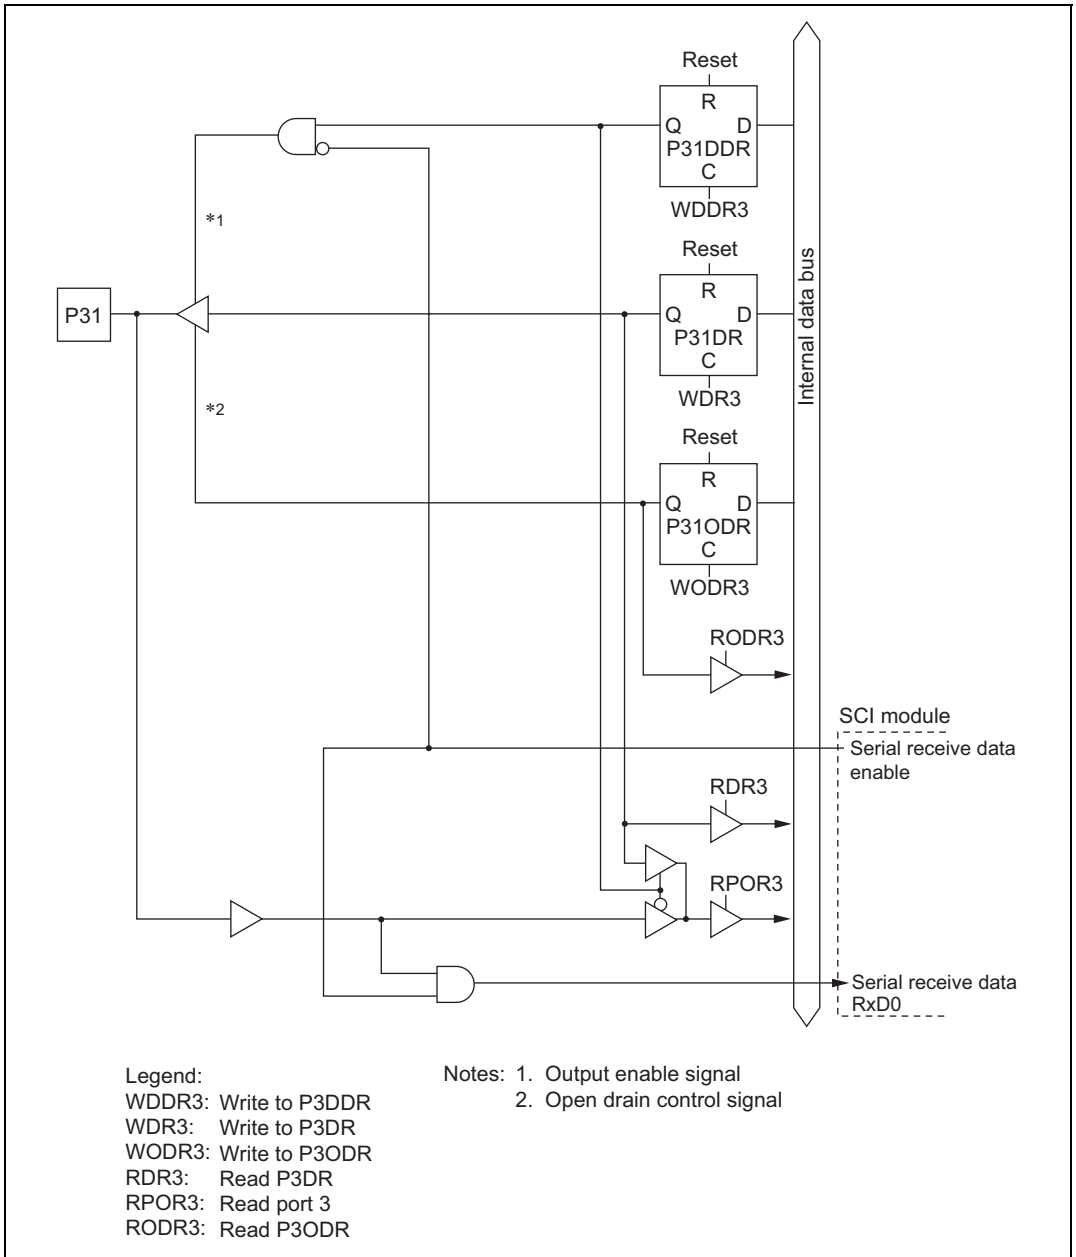 Reset
R
Q D
P31DDR
C
WDDR3
*1
Reset
R
P31
Q D
P31DR
C
WDR3
Internal data bus
*2
Reset
R
Q D
P31ODR
C
WODR3
RODR3
SCI module
Serial receive data
enable
RDR3
RPOR3
Serial receive data
RxD0
Legend:
WDDR3: Write to P3DDR
WDR3: Write to P3DR
WODR3: Write to P3ODR
RDR3: Read P3DR
RPOR3: Read port 3
RODR3: Read P3ODR
Notes: 1. Output enable signal
2. Open drain control signal